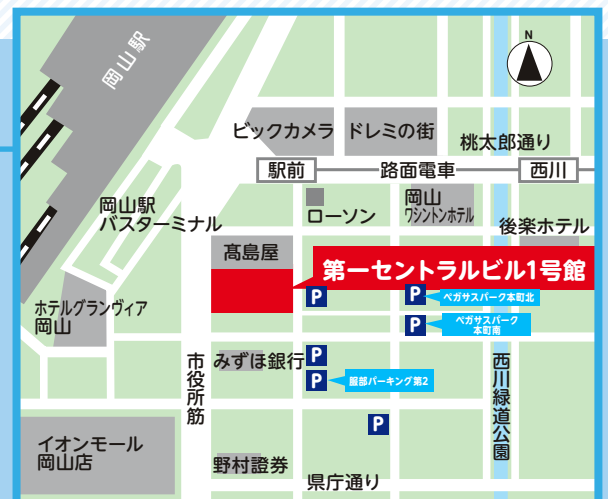 岡山駅
N
ビックカメラ
ドレミの街
桃太郎通り
駅前
路面電車
西川
岡山駅
バスターミナル
ローソン
岡山
ワシントンホテル
後楽ホテル
髙島屋
第一セントラルビル1号館
P
P
ペガサスパーク本町北
ホテルグランヴィア
岡山
P
ペガサスパーク
本町南
市役所筋
みずほ銀行
P
P
服部パーキング第2
西川緑道公園
P
イオンモール
岡山店
野村證券
県庁通り